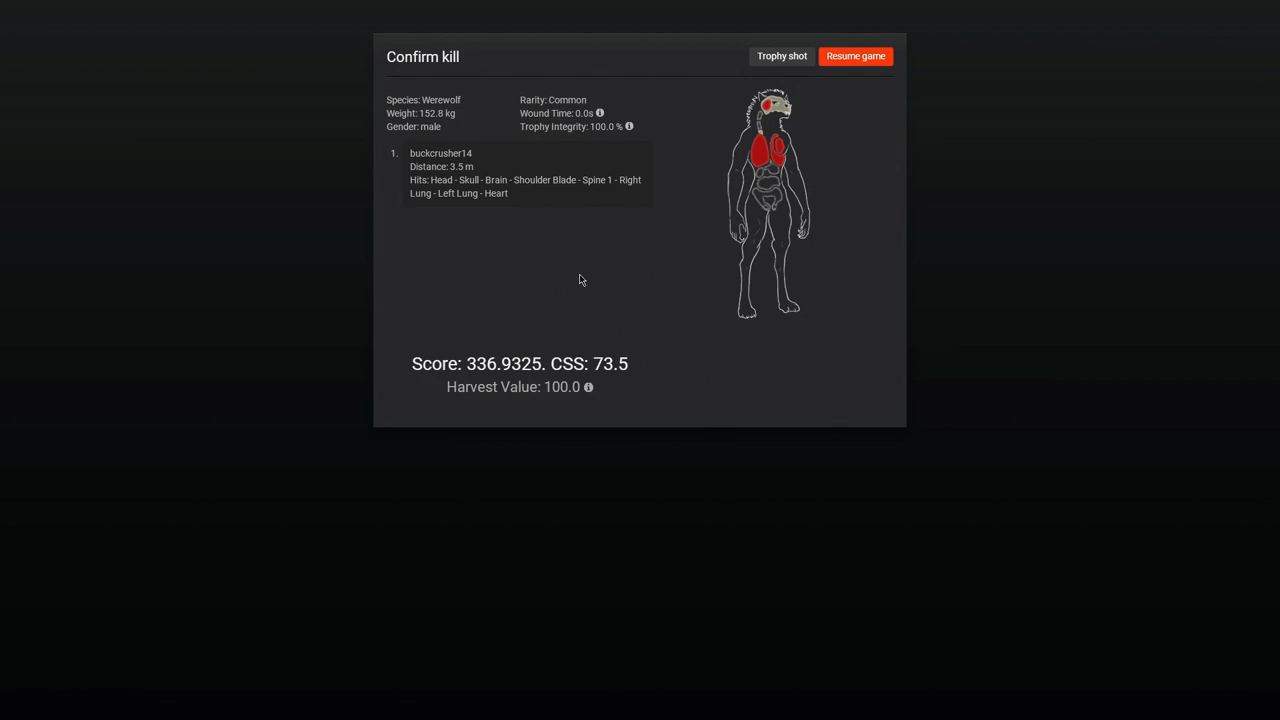 Confirm kill
Trophy shot
Resume game
Species: Werewolf
Rarity: Common
Weight: 152.8 kg
Wound Time: 0.0s
Gender: male
Trophy Integrity: 100.0 %
1. buckcrusher14
Distance: 3.5 m
Hits: Head - Skull - Brain - Shoulder Blade - Spine 1 - Right
Lung - Left Lung - Heart
Score: 336.9325. CSS: 73.5
Harvest Value: 100.0